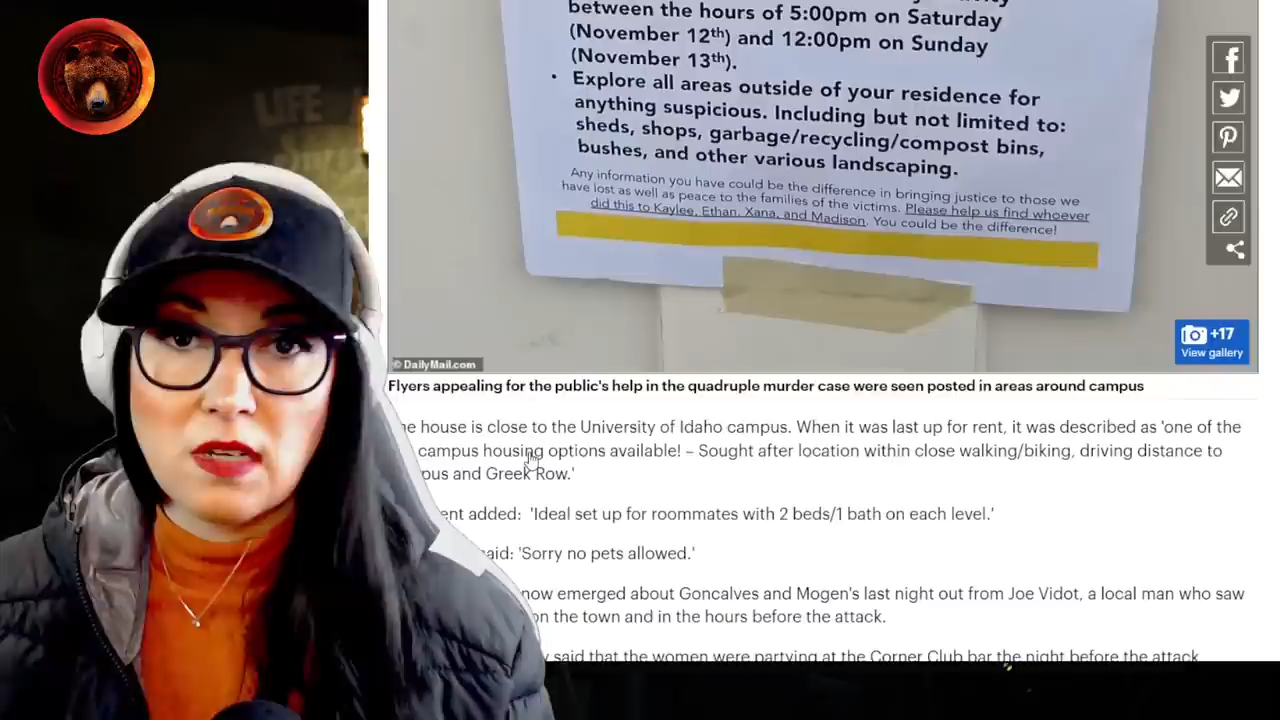 LIFE
between the hours of 5:00pm on Saturday
(November 12th) and 12:00pm on Sunday
(November 13th).
• Explore all areas outside of your residence for
anything suspicious. Including but not limited to:
sheds, shops, garbage/recycling/compost bins,
bushes, and other various landscaping.
Any information you have could be the difference in bringing justice to those we
have lost as well as peace to the families of the victims. Please help us find whoever
did this to Kaylee, Ethan, Xana, and Madison. You could be the difference!
+17
View gallery
© DailyMail.com
Flyers appealing for the public's help in the quadruple murder case were seen posted in areas around campus
house is close to the University of Idaho campus. When it was last up for rent, it was described as 'one of the
campus housing options available! – Sought after location within close walking/biking, driving distance to
and Greek Row.'
added: 'Ideal set up for roommates with 2 beds/1 bath on each level.'
'Sorry no pets allowed.'
now emerged about Goncalves and Mogen's last night out from Joe Vidot, a local man who saw
on the town and in the hours before the attack.
said that the women were partying at the Corner Club bar the night before the attack